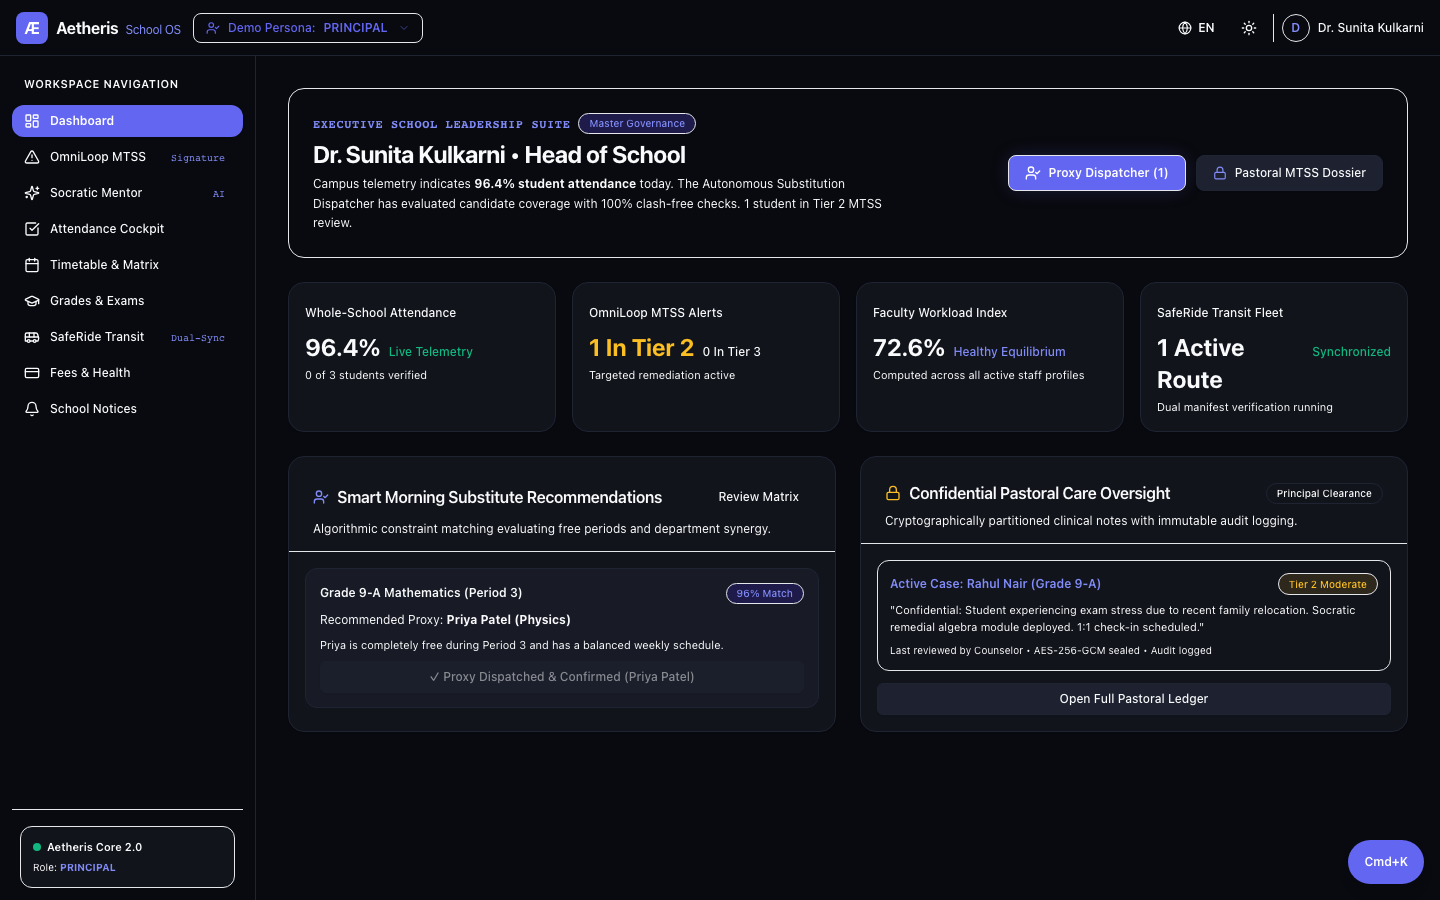 Æ Aetheris School OS Demo Persona: PRINCIPAL EN D Dr. Sunita Kulkarni
WORKSPACE NAVIGATION
Dashboard
OmniLoop MTSS Signature
Socratic Mentor AI
Attendance Cockpit
Timetable & Matrix
Grades & Exams
SafeRide Transit Dual-Sync
Fees & Health
School Notices
Aetheris Core 2.0
Role: PRINCIPAL
EXECUTIVE SCHOOL LEADERSHIP SUITE Master Governance
Dr. Sunita Kulkarni • Head of School
Campus telemetry indicates 96.4% student attendance today. The Autonomous Substitution
Dispatcher has evaluated candidate coverage with 100% clash-free checks. 1 student in Tier 2 MTSS
review.
Proxy Dispatcher (1) Pastoral MTSS Dossier
Whole-School Attendance
96.4% Live Telemetry
0 of 3 students verified
OmniLoop MTSS Alerts
1 In Tier 2 0 In Tier 3
Targeted remediation active
Faculty Workload Index
72.6% Healthy Equilibrium
Computed across all active staff profiles
SafeRide Transit Fleet
1 Active Synchronized
Route
Dual manifest verification running
Smart Morning Substitute Recommendations Review Matrix
Algorithmic constraint matching evaluating free periods and department synergy.
Grade 9-A Mathematics (Period 3) 96% Match
Recommended Proxy: Priya Patel (Physics)
Priya is completely free during Period 3 and has a balanced weekly schedule.
✓ Proxy Dispatched & Confirmed (Priya Patel)
Confidential Pastoral Care Oversight Principal Clearance
Cryptographically partitioned clinical notes with immutable audit logging.
Active Case: Rahul Nair (Grade 9-A) Tier 2 Moderate
"Confidential: Student experiencing exam stress due to recent family relocation. Socratic
remedial algebra module deployed. 1:1 check-in scheduled."
Last reviewed by Counselor • AES-256-GCM sealed • Audit logged
Open Full Pastoral Ledger
Cmd+K